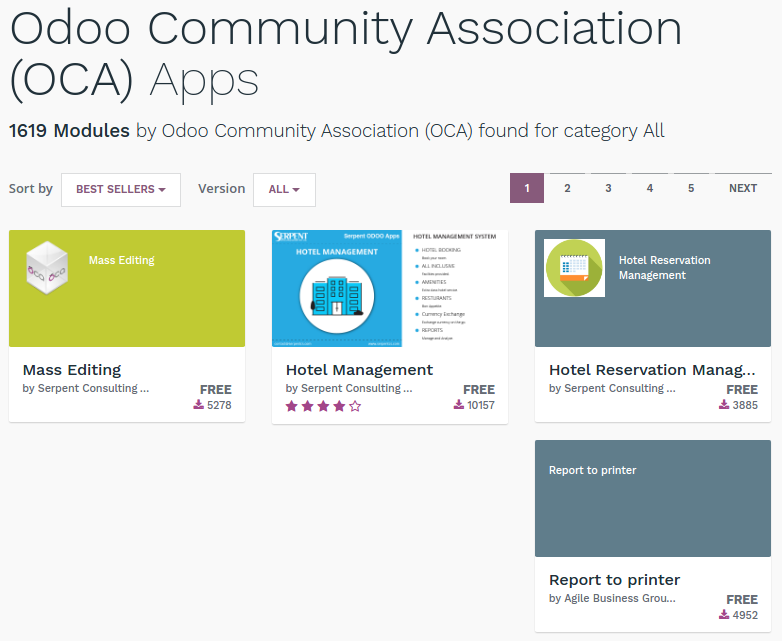 Odoo Community Association
(OCA) Apps
1619 Modules by Odoo Community Association (OCA) found for category All
Sort by BEST SELLERS Version ALL 1 2 3 4 5 NEXT
Mass Editing
Mass Editing
by Serpent Consulting ...
FREE
5278
SERPENT Serpent ODOO Apps
HOTEL MANAGEMENT
HOTEL MANAGEMENT SYSTEM
HOTEL BOOKING
ALL INCLUSIVE
AMENITIES
RESTURANTS
Currency Exchange
REPORTS
Hotel Management
by Serpent Consulting ...
FREE
10157
Hotel Reservation
Management
Hotel Reservation Manag...
by Serpent Consulting ...
FREE
3885
Report to printer
Report to printer
by Agile Business Grou...
FREE
4952